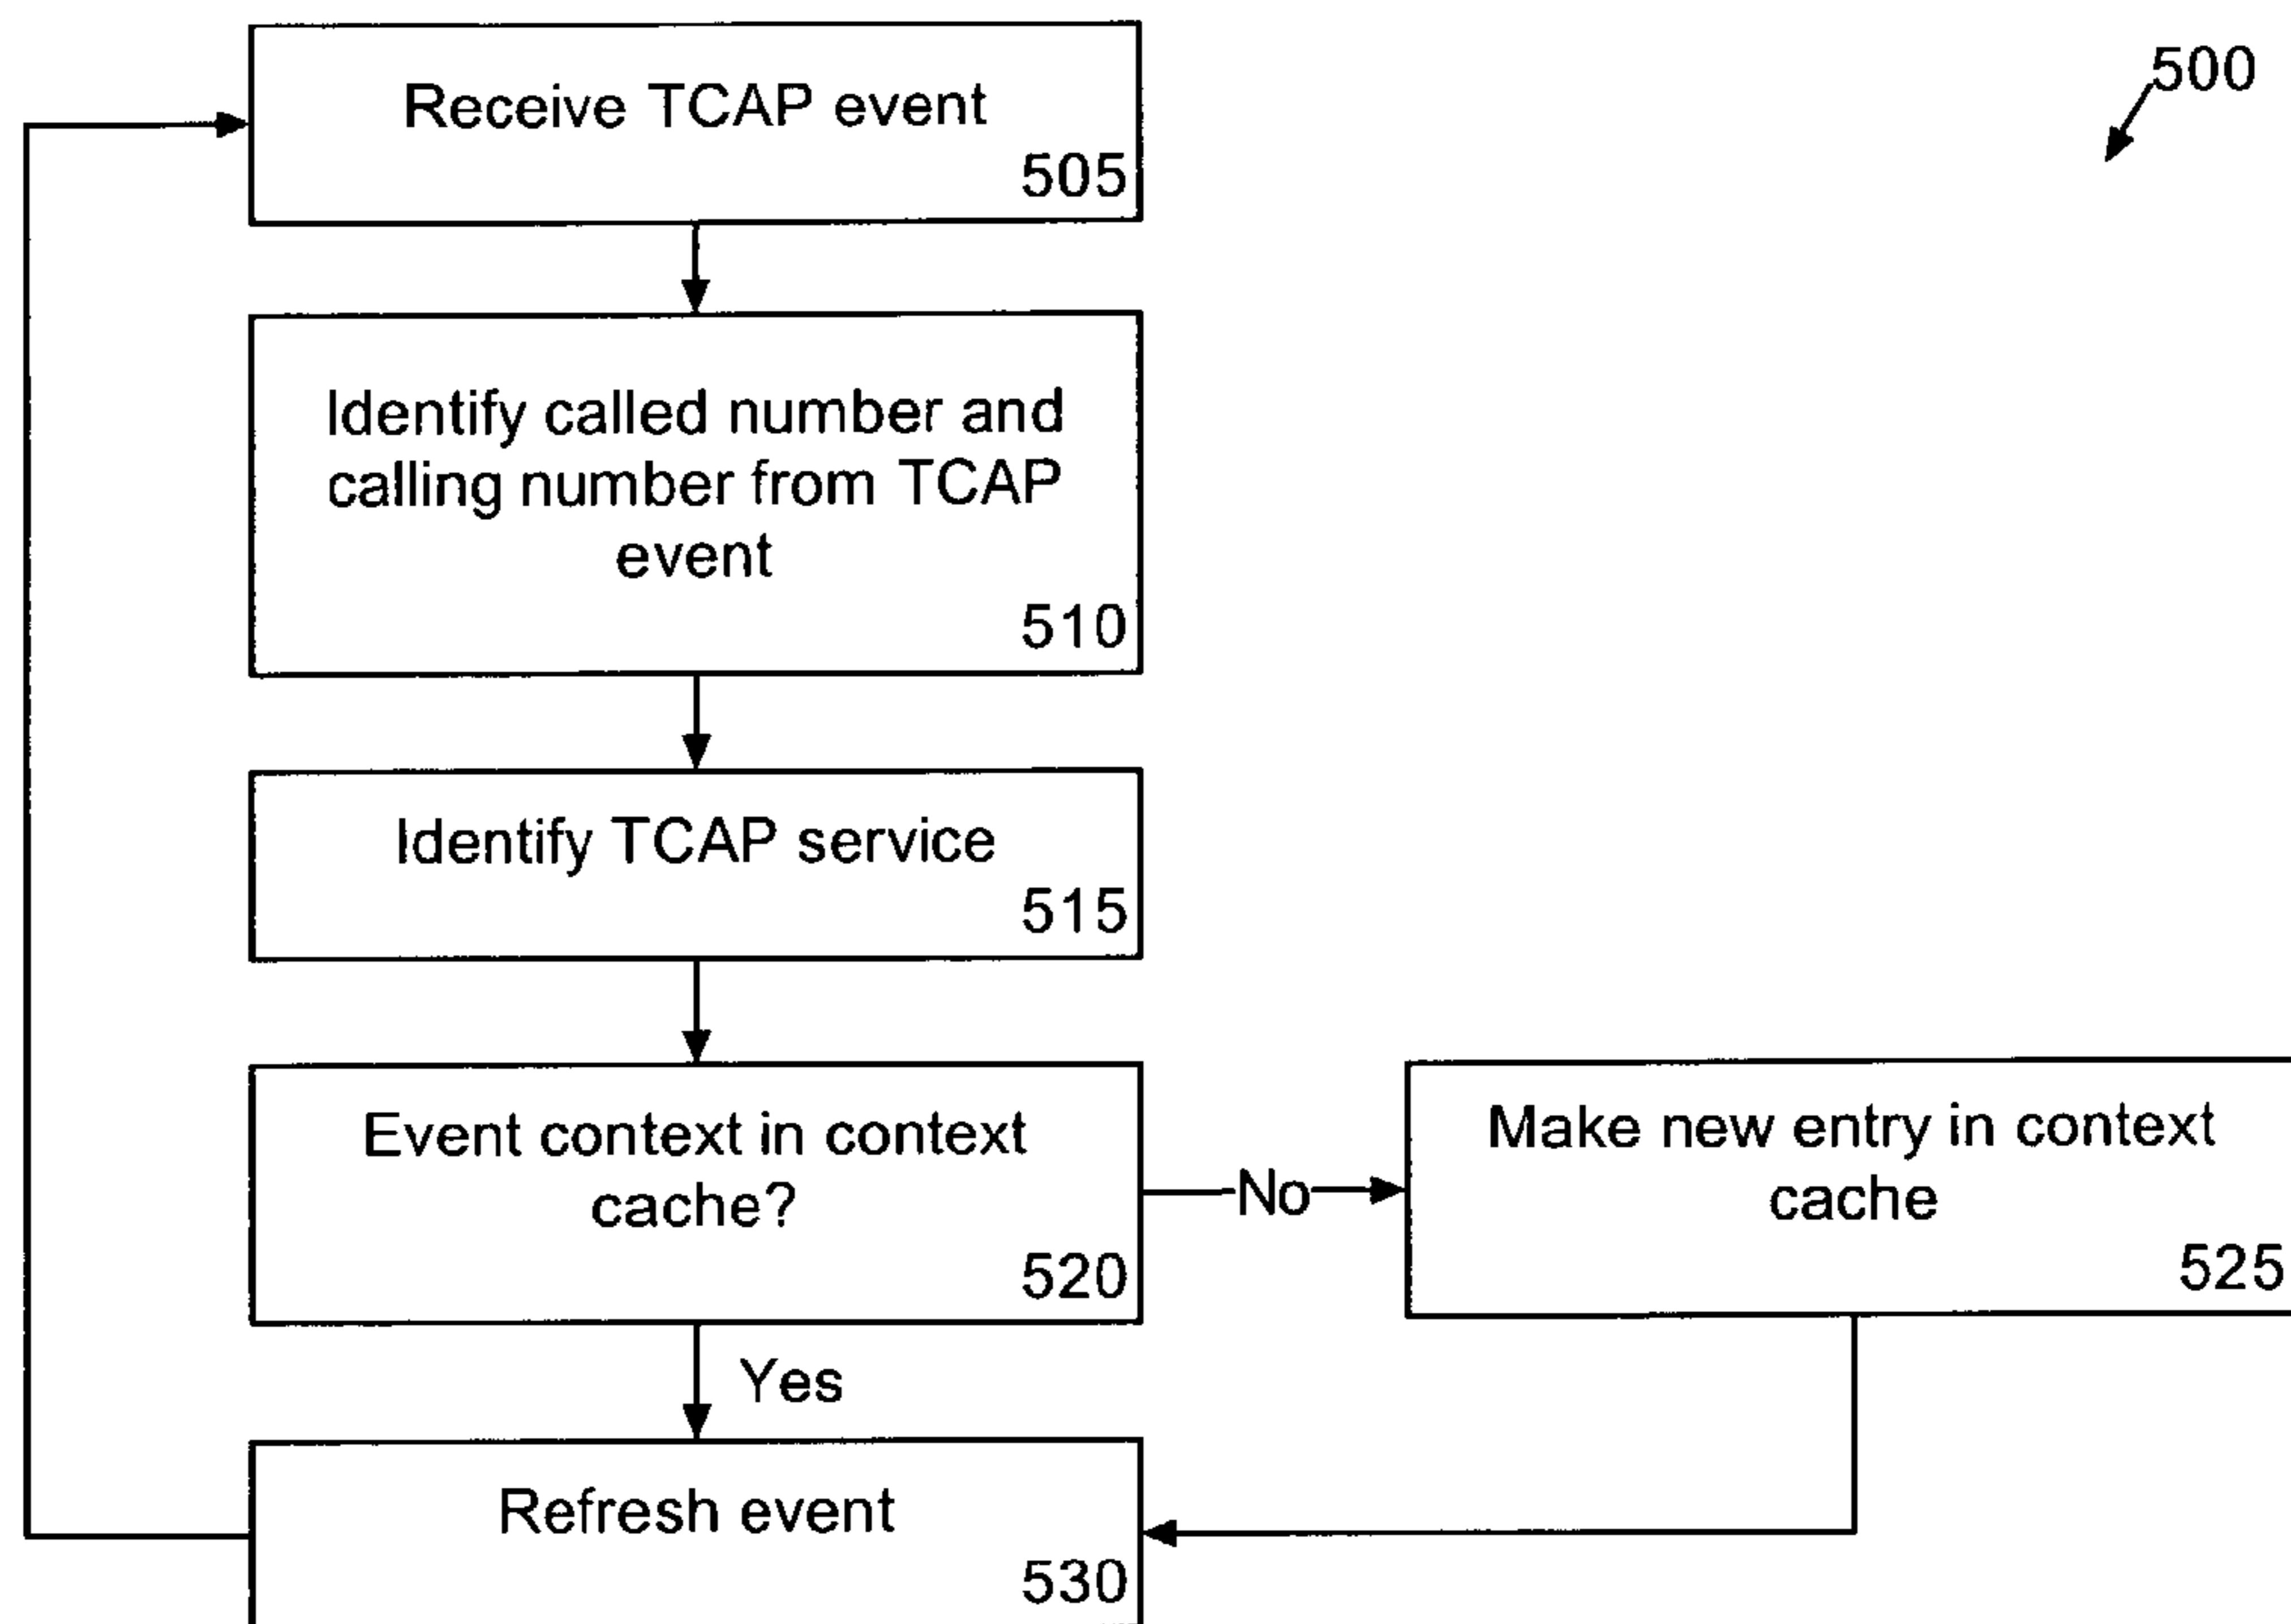 500
Receive TCAP event
505
Identify called number and
calling number from TCAP
event
510
Identify TCAP service
515
Event context in context
cache?
520
No
Make new entry in context
cache
525
Yes
Refresh event
530